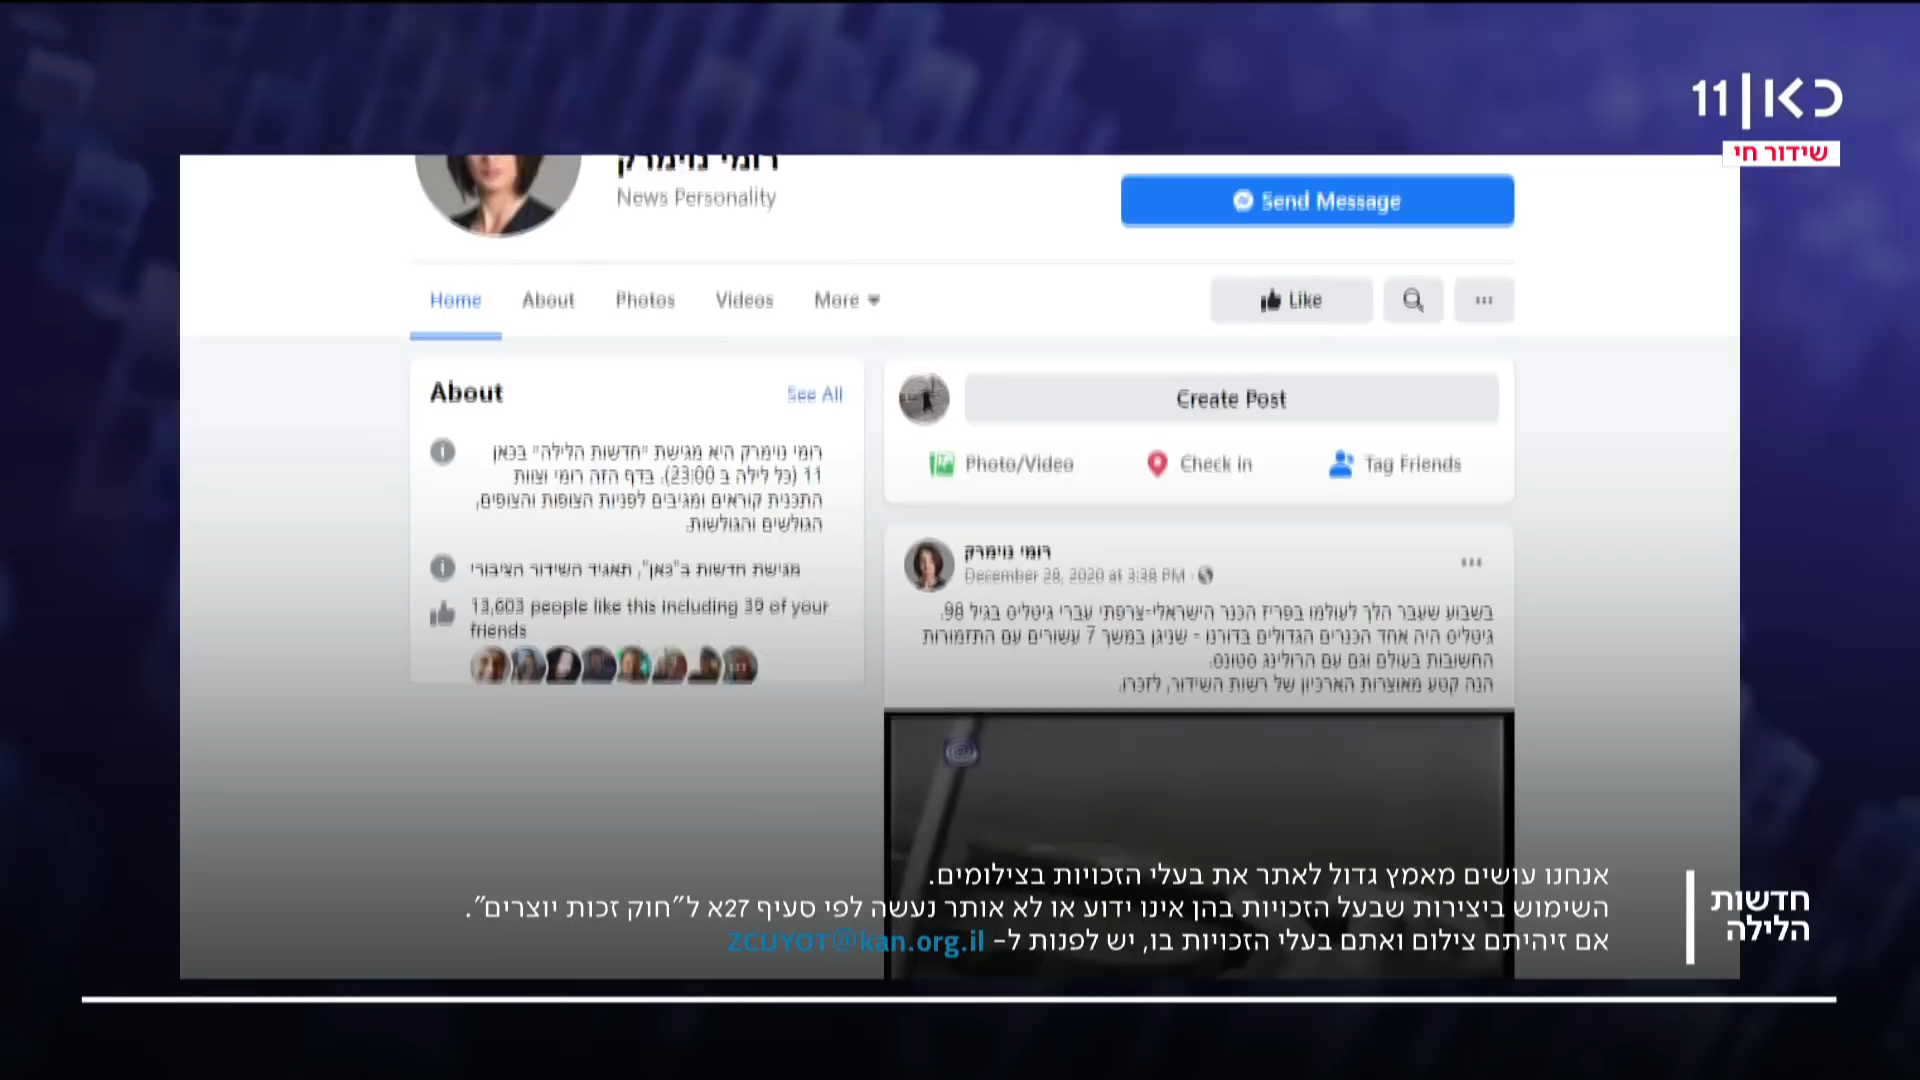 כאן 11
שידור חי
רומי נוימרק
News Personality
Send Message
Home
About
Photos
Videos
More
Like
About
See All
רומי נוימרק היא מגישת "חדשות הלילה" בכאן
11 (כל לילה ב 23:00). בדף הזה רומי וצוות
התכנית קוראים ומגיבים לפניות הצופות והצופים,
הגולשים והגולשות.
מגישת חדשות ב"כאן", תאגיד השידור הציבורי
13,603 people like this including 39 of your
friends
Create Post
Photo/Video
Check in
Tag Friends
רומי נוימרק
December 28, 2020 at 3:38 PM
בשבוע שעבר הלך לעולמו בפריז הכנר הישראלי-צרפתי עברי גיטליס בגיל 98.
גיטליס היה אחד הכנרים הגדולים בדורנו - שניגן במשך 7 עשורים עם התזמורות
החשובות בעולם וגם עם הרולינג סטונס.
הנה קטע מאוצרות הארכיון של רשות השידור, לזכרו.
אנחנו עושים מאמץ גדול לאתר את בעלי הזכויות בצילומים.
השימוש ביצירות שבעל הזכויות בהן אינו ידוע או לא אותר נעשה לפי סעיף 27א ל"חוק זכות יוצרים".
אם זיהיתם צילום ואתם בעלי הזכויות בו, יש לפנות ל- ZCUYOT@kan.org.il
חדשות
הלילה